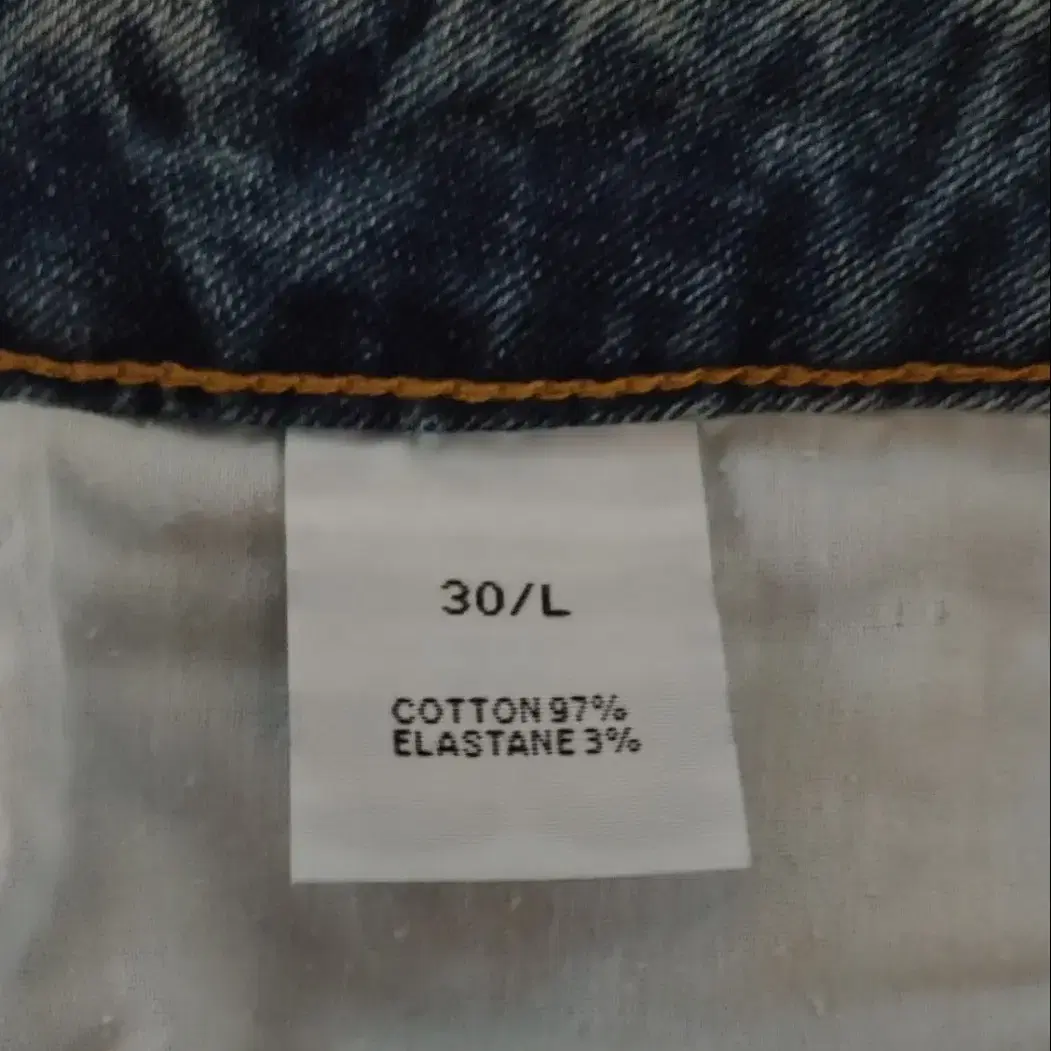 30/L
COTTON 97%
ELASTANE 3%